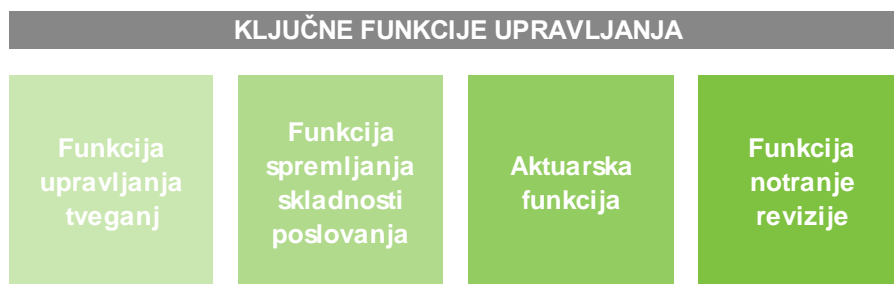 KLJUČNE FUNKCIJE UPRAVLJANJA
Funkcija
upravljanja
tveganj
Funkcija
spremljanja
skladnosti
poslovanja
Aktuarska
funkcija
Funkcija
notranje
revizije